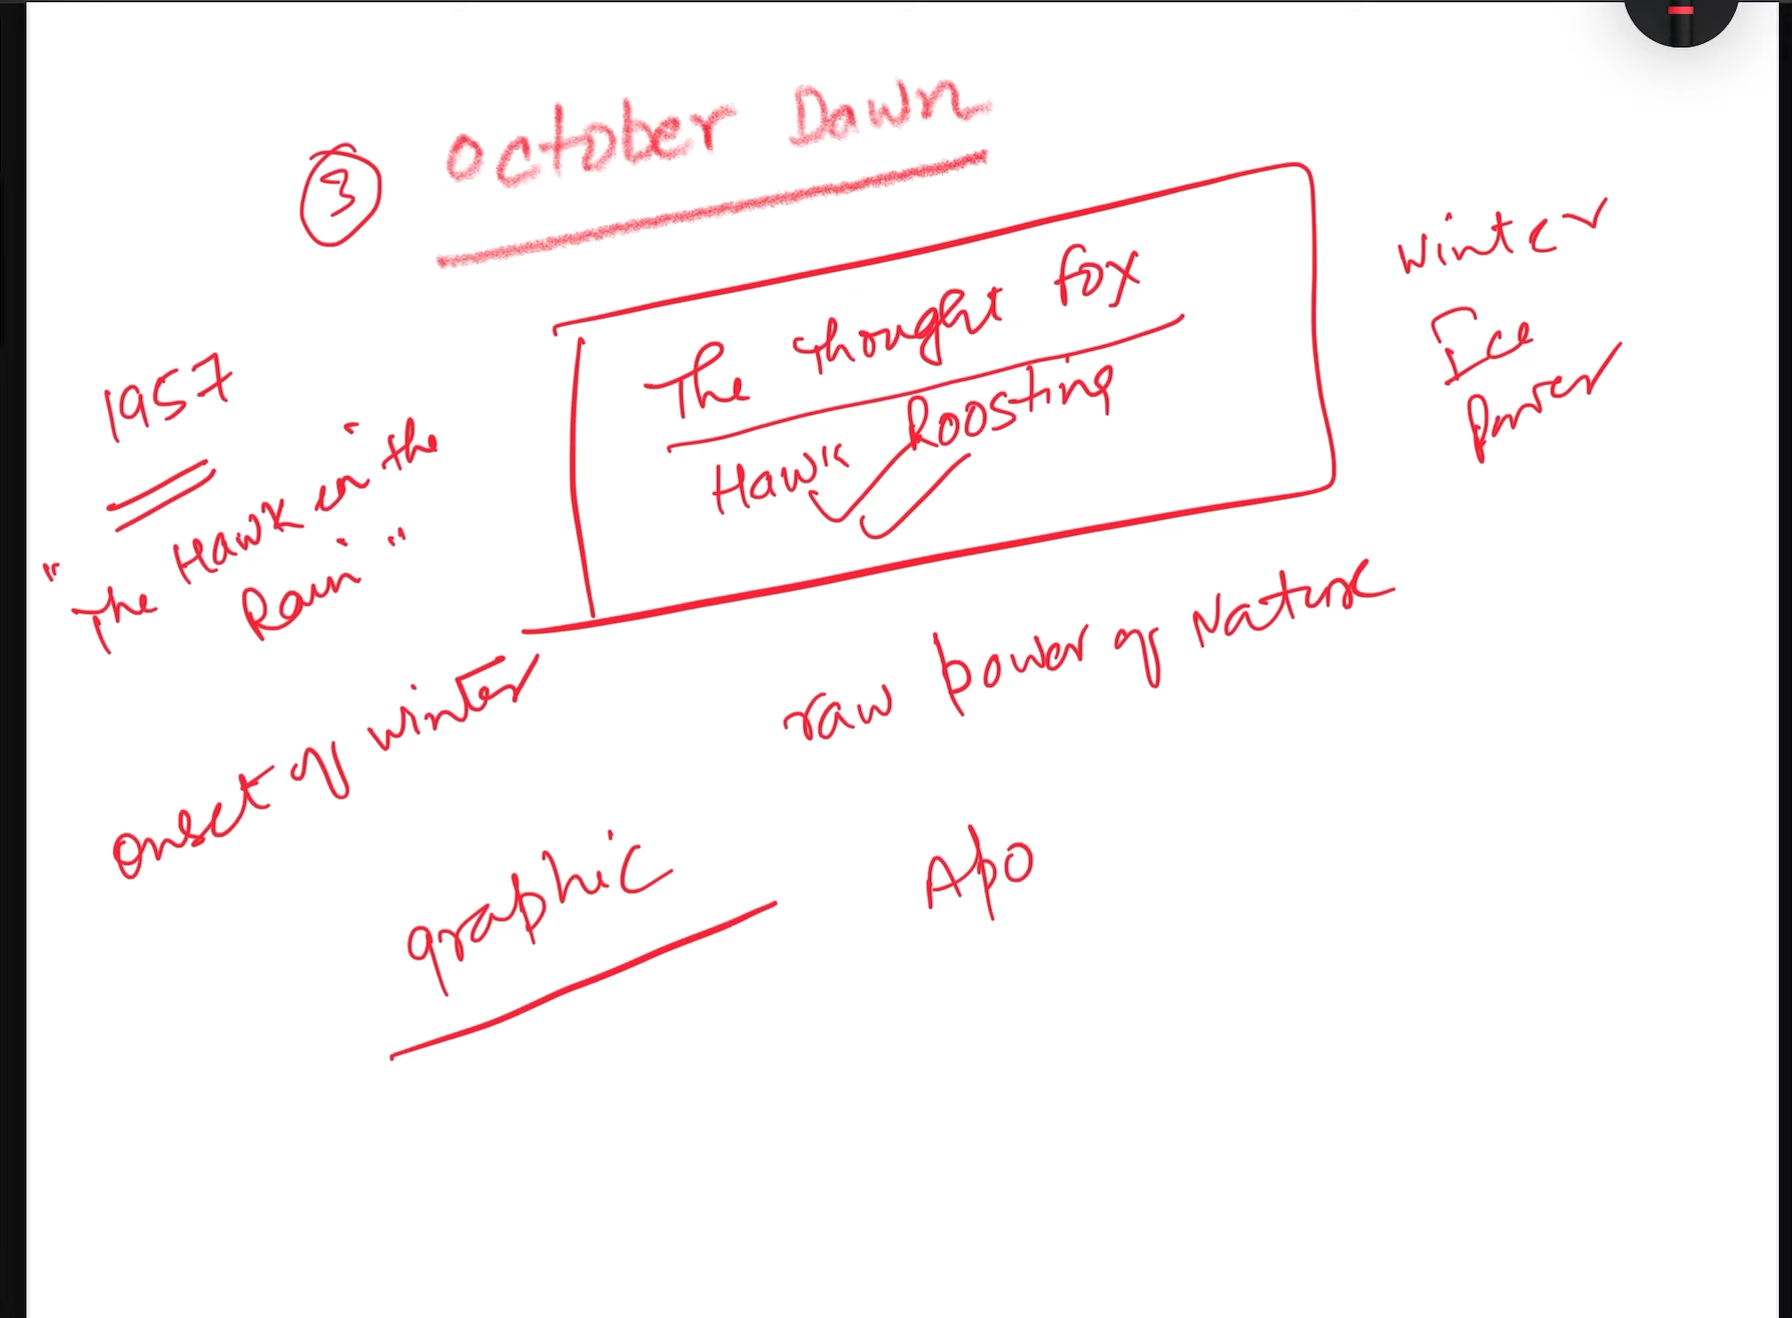 3 October Dawn
The thought fox
Hawk Roosting
Winter
Ice
Power
1957
"The Hawk in the
Rain"
onset of winter
raw power of Nature
graphic
Apo